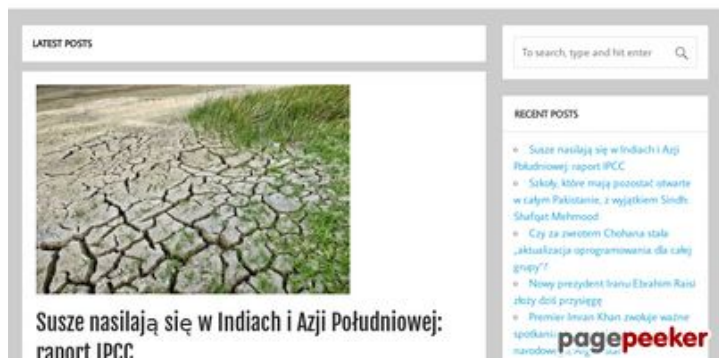 LATEST POSTS
Susze nasilają się w Indiach i Azji Południowej:
raport IPCC
To search, type and hit enter
RECENT POSTS
Susze nasilają się w Indiach i Azji
Południowej: raport IPCC
Szkoły, które mają pozostać otwarte
w całym Pakistanie, z wyjątkiem Sindh:
Shafqat Mehmood
Czy za zwrotem Chohana stała
„aktualizacja oprogramowania dla całej
grupy"?
Nowy prezydent Iranu Ebrahim Raisi
złoży dziś przysięgę
Premier Imran Khan zwołuje ważne
spotkani
narodowe
pagepeeker